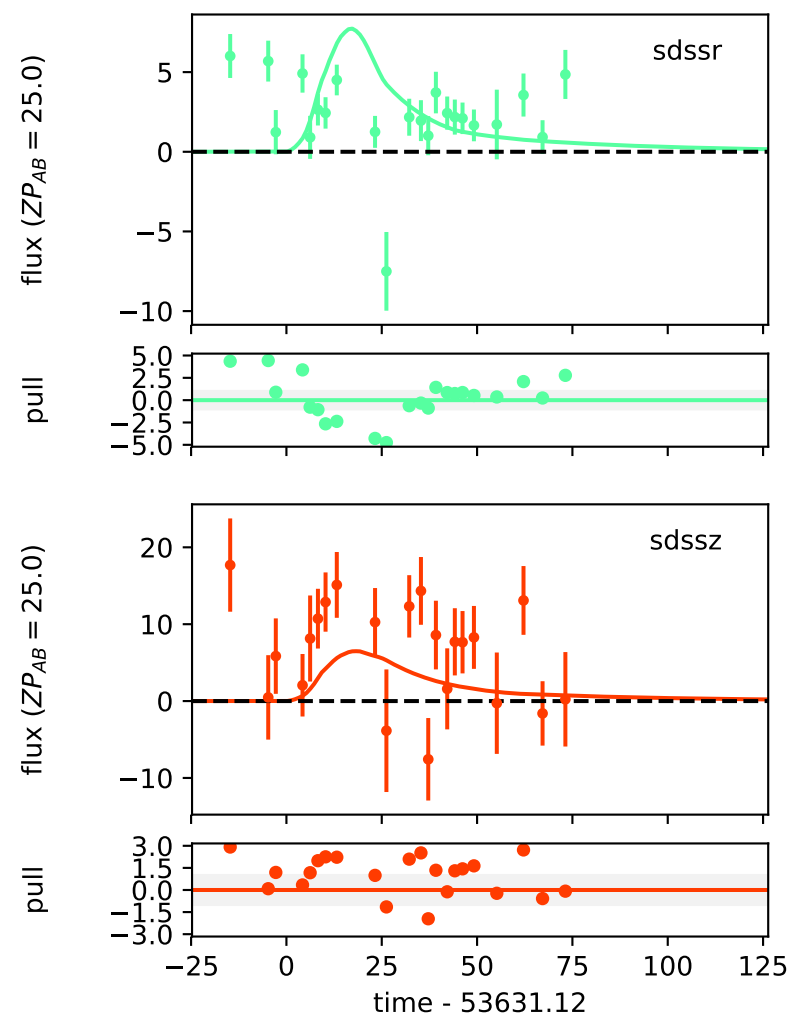 sdssr
flux (ZP_AB = 25.0)
5
0
−5
−10
pull
5.0
2.5
0.0
−2.5
−5.0
sdssz
flux (ZP_AB = 25.0)
20
10
0
−10
pull
3.0
1.5
0.0
−1.5
−3.0
−25 0 25 50 75 100 125
time - 53631.12